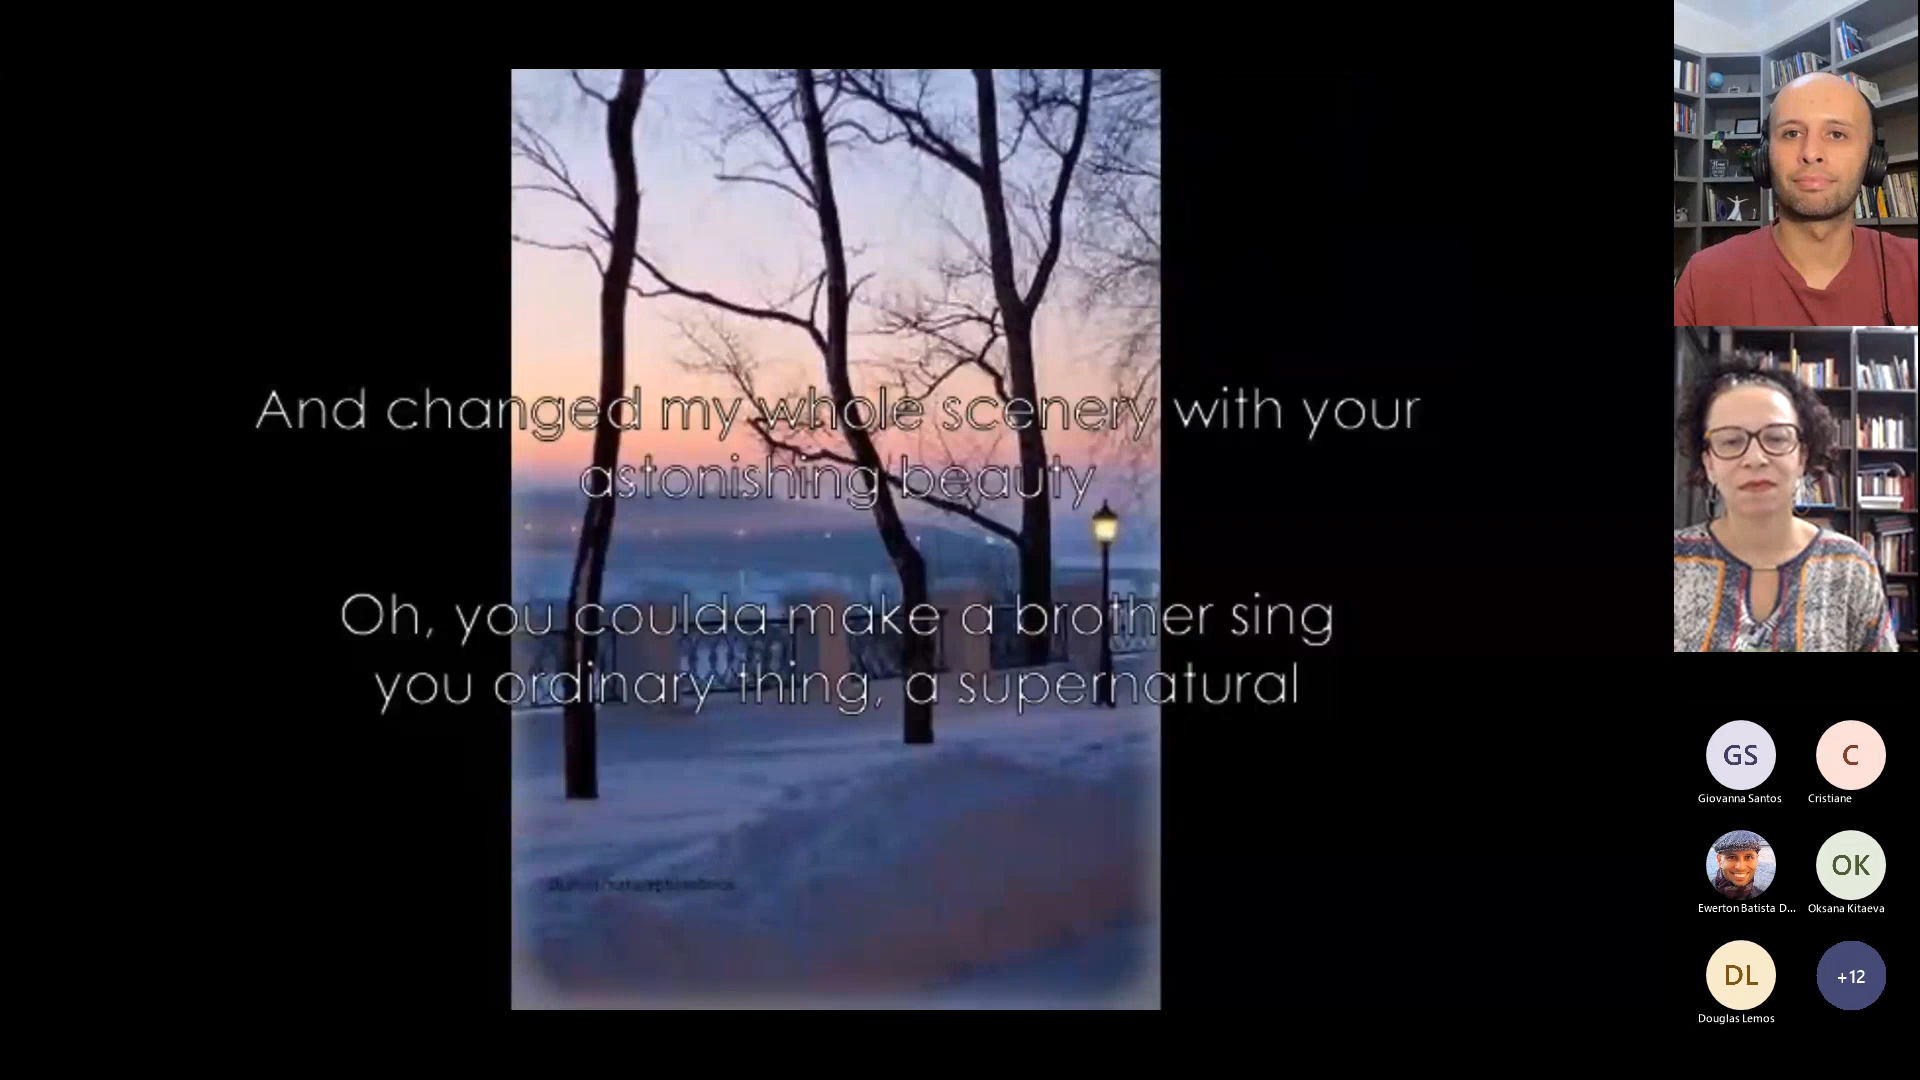 And changed my whole scenery with your
astonishing beauty
Oh, you coulda make a brother sing
you ordinary thing, a supernatural
GS
C
Giovanna Santos
Cristiane
OK
Ewerton Batista D...
Oksana Kitaeva
DL
+12
Douglas Lemos